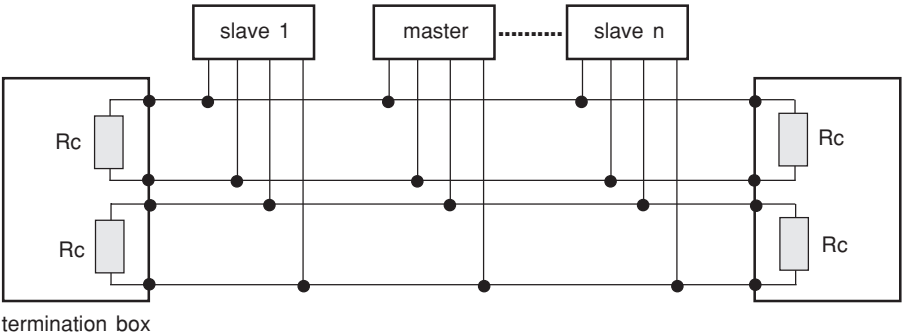 slave 1
master
slave n
Rc
Rc
Rc
Rc
termination box